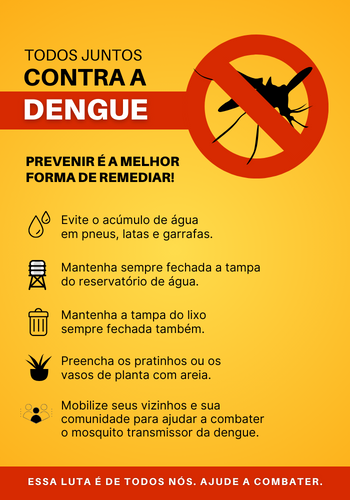 TODOS JUNTOS
CONTRA A
DENGUE
PREVENIR É A MELHOR
FORMA DE REMEDIAR!
Evite o acúmulo de água
em pneus, latas e garrafas.
Mantenha sempre fechada a tampa
do reservatório de água.
Mantenha a tampa do lixo
sempre fechada também.
Preencha os pratinhos ou os
vasos de planta com areia.
Mobilize seus vizinhos e sua
comunidade para ajudar a combater
o mosquito transmissor da dengue.
ESSA LUTA É DE TODOS NÓS. AJUDE A COMBATER.